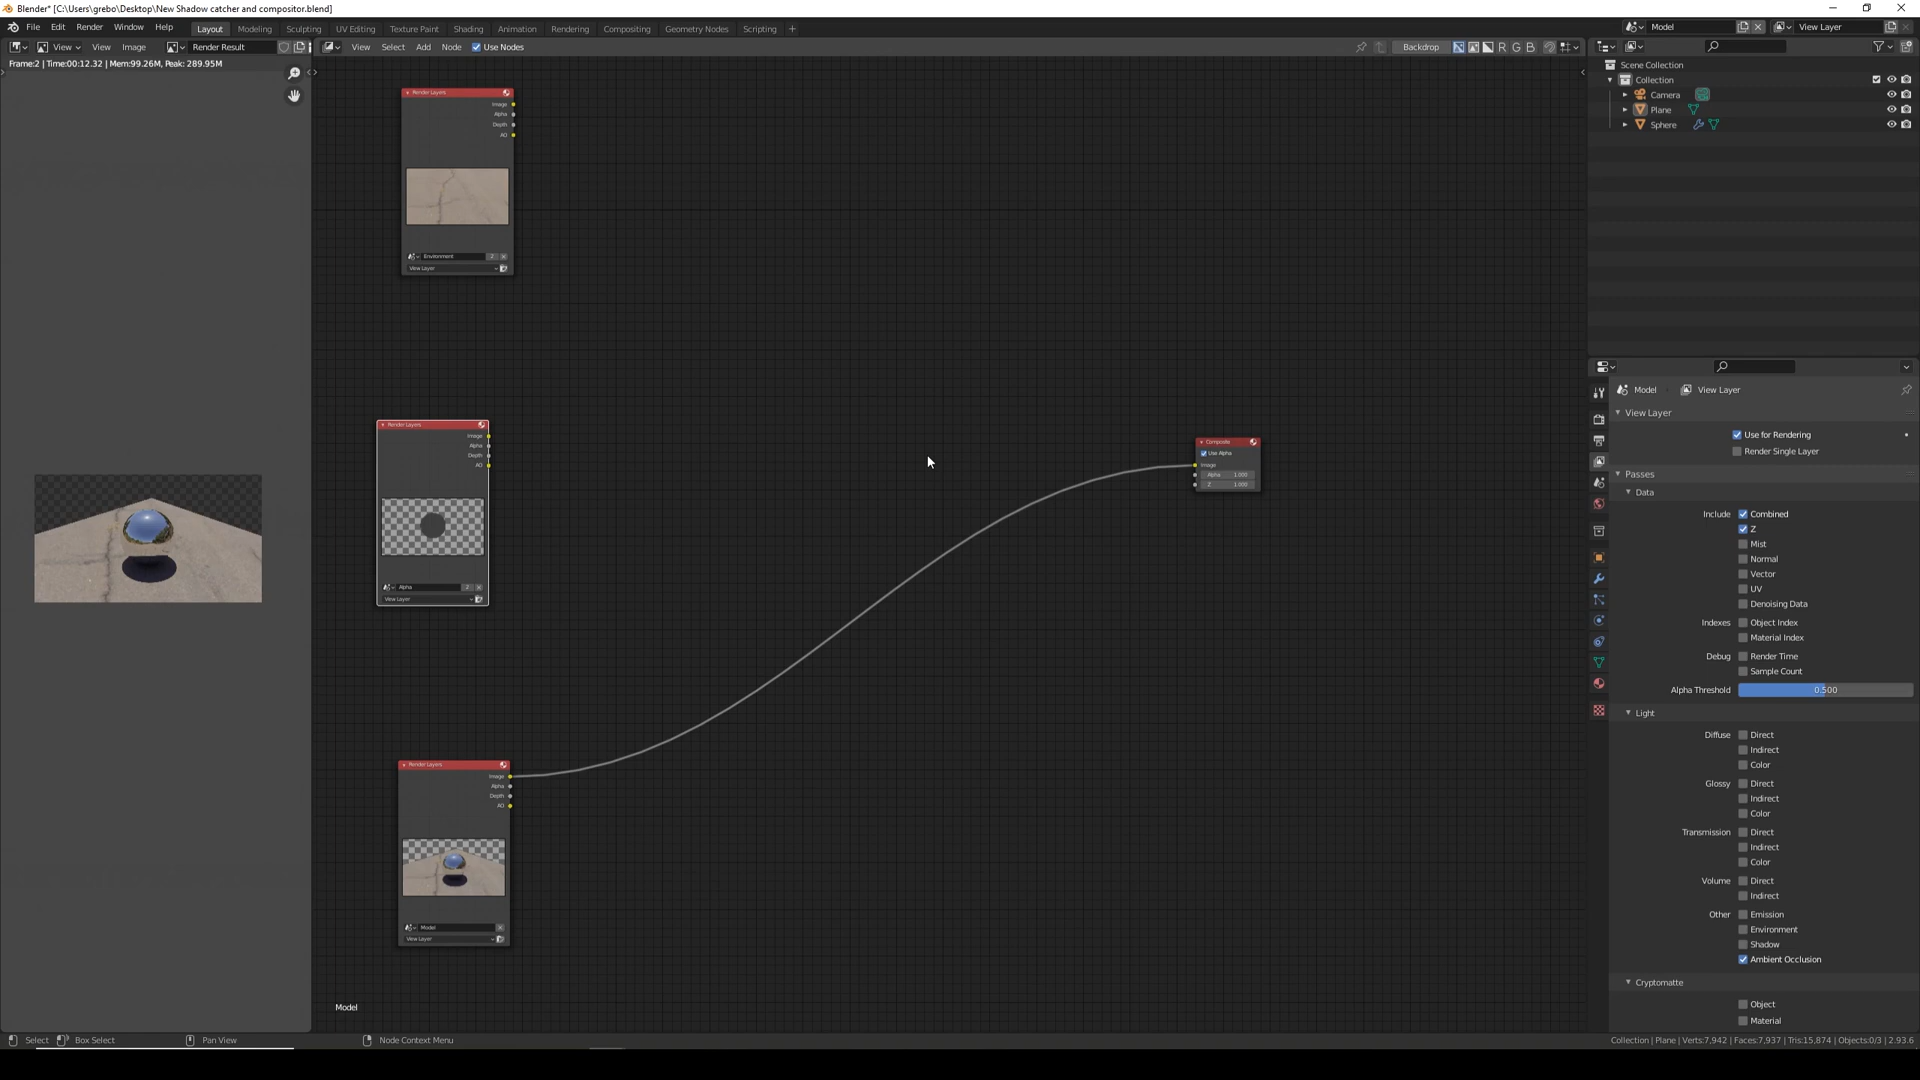 Blender* [C:\Users\grebo\Desktop\New Shadow catcher and compositor.blend]
File Edit Render Window Help Layout Modeling Sculpting UV Editing Texture Paint Shading Animation Rendering Compositing Geometry Nodes Scripting + Model View Layer
View View Image Render Result View Select Add Node Use Nodes Backdrop R G B
Frame:2 | Time:00:12.32 | Mem:99.26M, Peak: 289.95M
Scene Collection
Collection
Camera
Plane
Sphere
Render Layers
Image
Alpha
Depth
AO
Environment 2
View Layer
Render Layers
Image
Alpha
Depth
AO
Alpha 2
View Layer
Composite
Use Alpha
Image
Alpha 1.000
Z 1.000
Render Layers
Image
Alpha
Depth
AO
Model
View Layer
Model
Model View Layer
View Layer
Use for Rendering
Render Single Layer
Passes
Data
Include Combined
Z
Mist
Normal
Vector
UV
Denoising Data
Indexes Object Index
Material Index
Debug Render Time
Sample Count
Alpha Threshold 0.500
Light
Diffuse Direct
Indirect
Color
Glossy Direct
Indirect
Color
Transmission Direct
Indirect
Color
Volume Direct
Indirect
Other Emission
Environment
Shadow
Ambient Occlusion
Cryptomatte
Object
Material
Select Box Select Pan View Node Context Menu Collection | Plane | Verts:7,942 | Faces:7,937 | Tris:15,874 | Objects:0/3 | 2.93.6